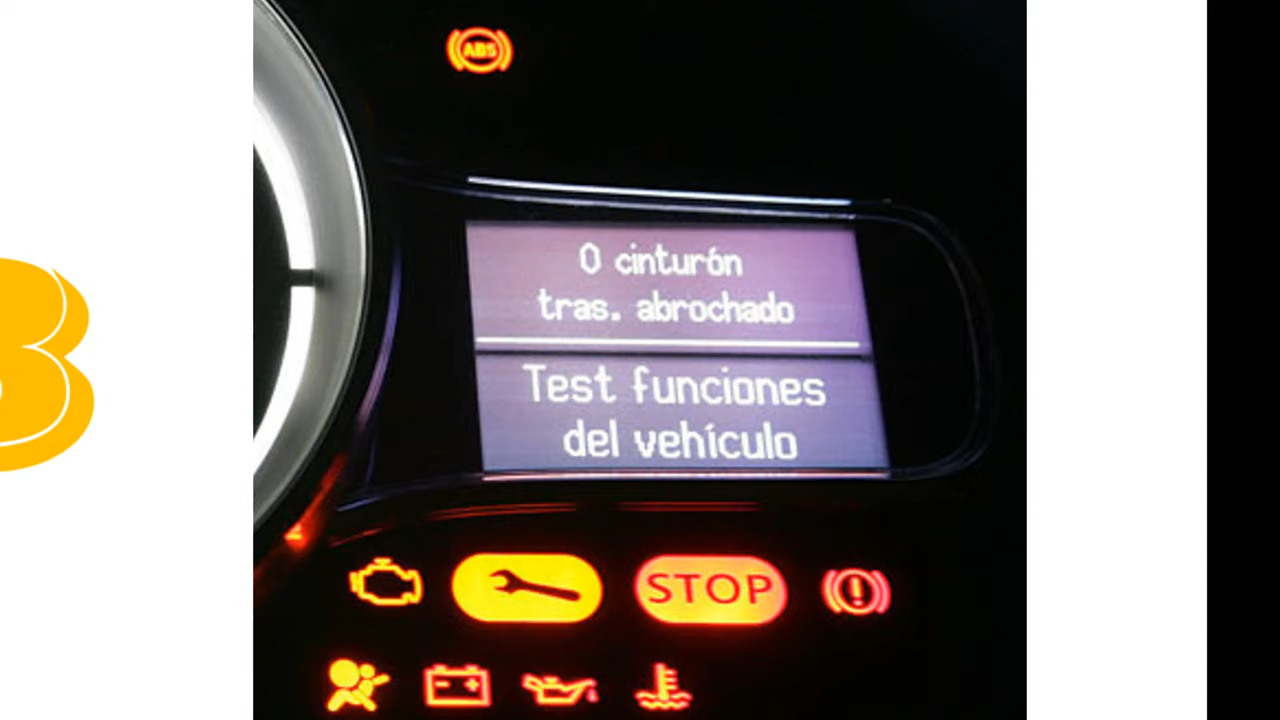 ABS
0 cinturón
tras. abrochado
Test funciones
del vehículo
STOP